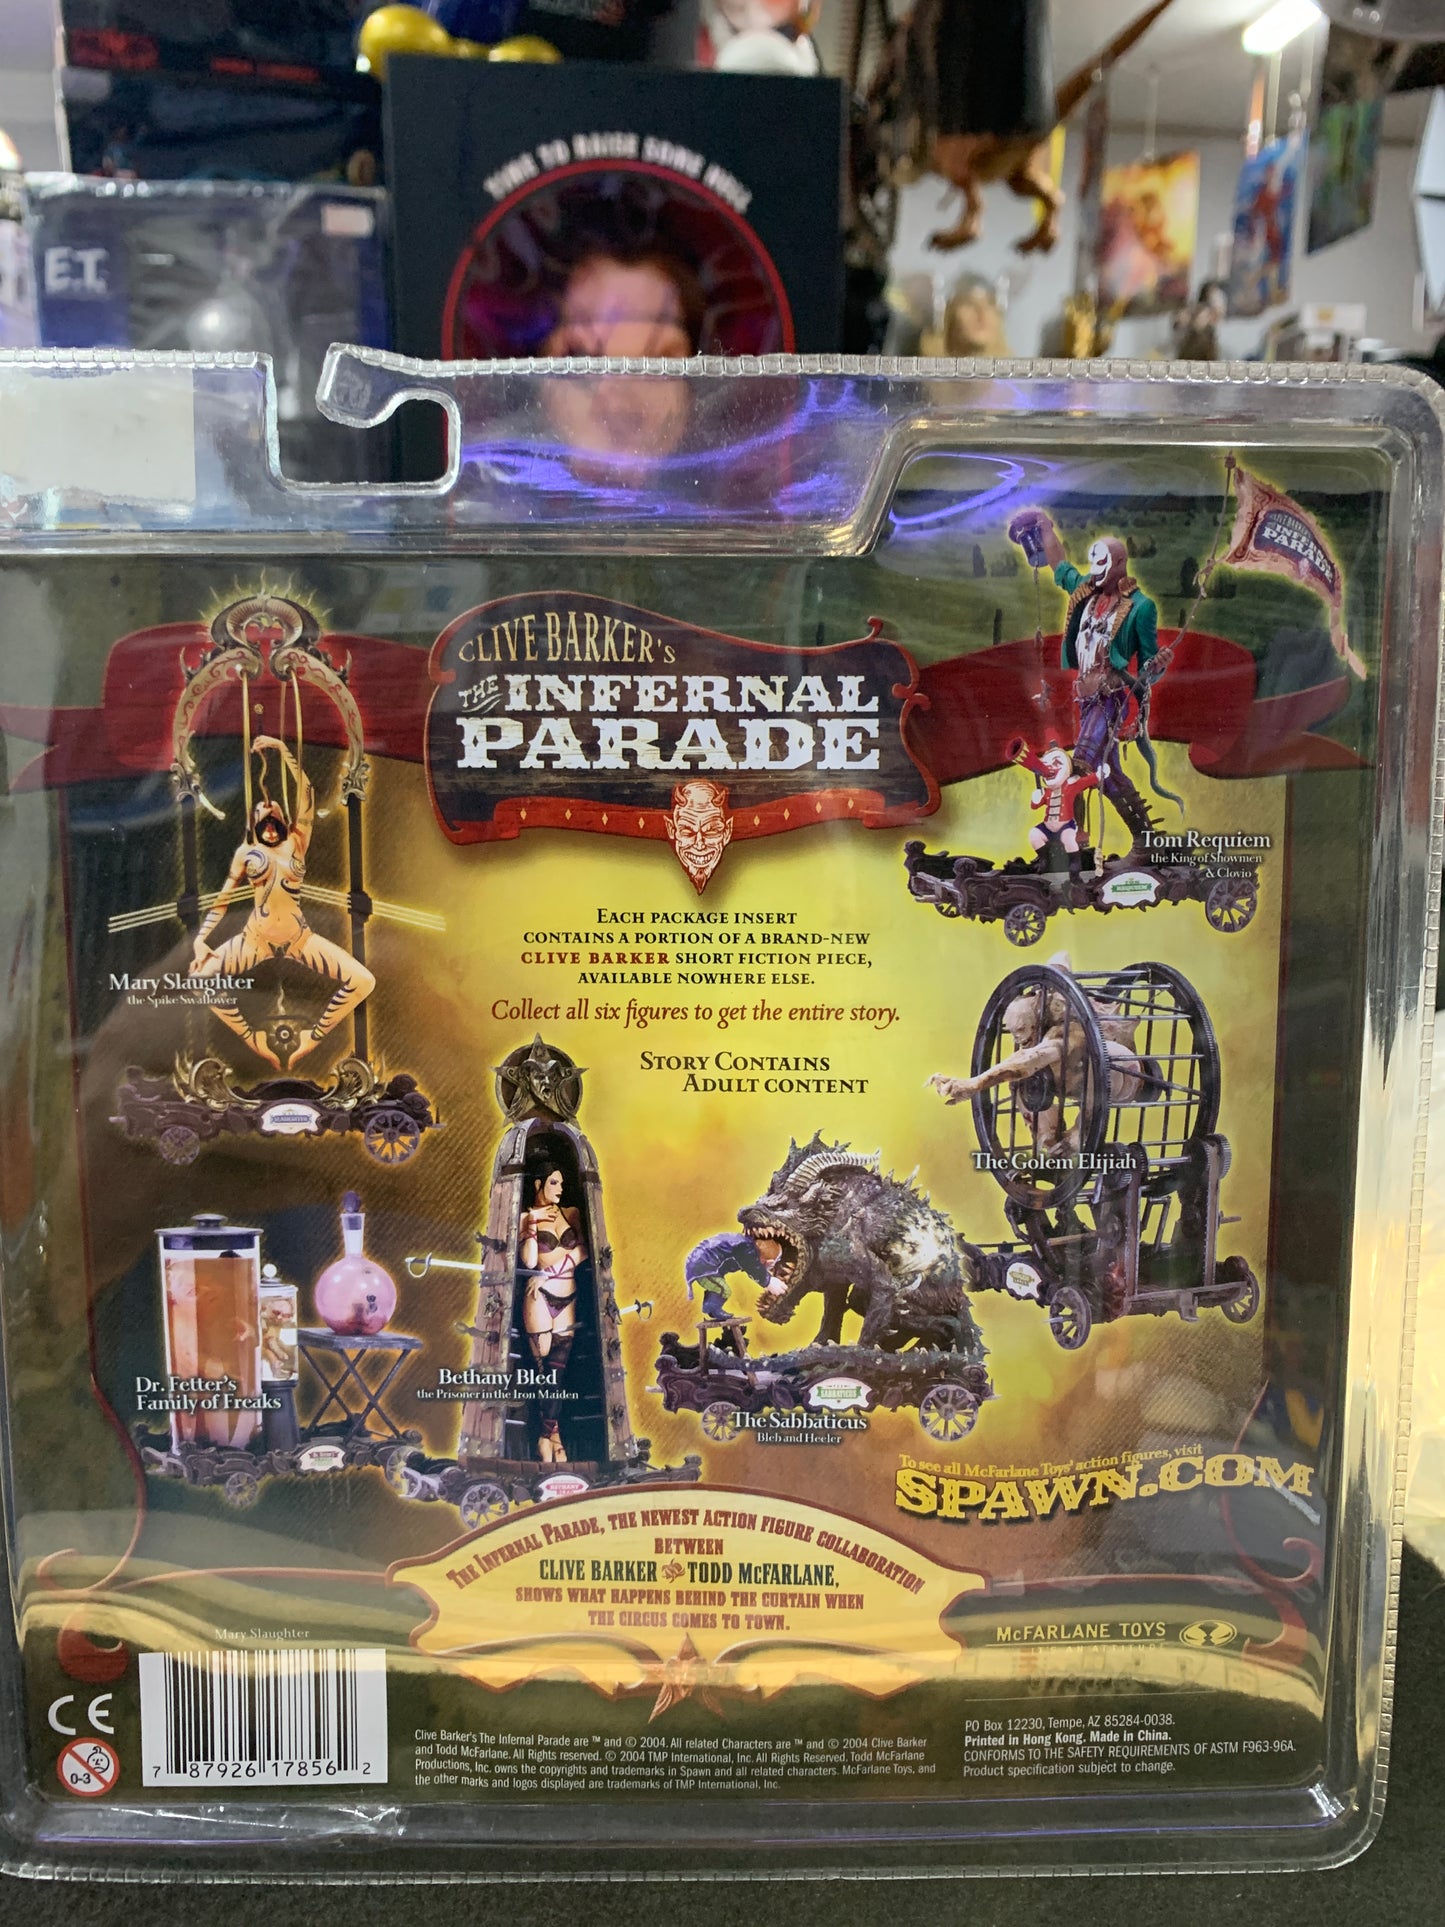 E.T.
CLIVE BARKER'S
THE INFERNAL
PARADE
INFERNAL
PARADE
Tom Requiem
the King of Showmen
& Clovio
EACH PACKAGE INSERT
CONTAINS A PORTION OF A BRAND-NEW
CLIVE BARKER SHORT FICTION PIECE,
AVAILABLE NOWHERE ELSE.
Collect all six figures to get the entire story.
STORY CONTAINS
ADULT CONTENT
Mary Slaughter
the Spike Swallower
The Golem Elijiah
Dr. Fetter's
Family of Freaks
Bethany Bled
the Prisoner in the Iron Maiden
SABBATICUS
The Sabbaticus
Bleb and Heeler
To see all McFarlane Toys' action figures, visit
SPAWN.COM
THE INFERNAL PARADE, THE NEWEST ACTION FIGURE COLLABORATION
BETWEEN
CLIVE BARKER TODD McFARLANE,
SHOWS WHAT HAPPENS BEHIND THE CURTAIN WHEN
THE CIRCUS COMES TO TOWN.
Mary Slaughter
McFARLANE TOYS
IT'S AN ATTITUDE
CE
0-3
7 87926 17856 2
Clive Barker's The Infernal Parade are ™ and © 2004. All related Characters are ™ and © 2004 Clive Barker
and Todd McFarlane. All Rights reserved. © 2004 TMP International, Inc. All Rights Reserved. Todd McFarlane
Productions, Inc. owns the copyrights and trademarks in Spawn and all related characters. McFarlane Toys, and
the other marks and logos displayed are trademarks of TMP International, Inc.
PO Box 12230, Tempe, AZ 85284-0038.
Printed in Hong Kong. Made in China.
CONFORMS TO THE SAFETY REQUIREMENTS OF ASTM F963-96A.
Product specification subject to change.